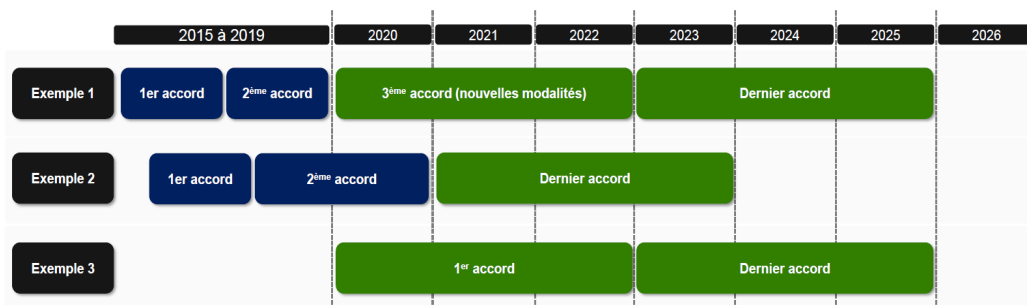 2015 à 2019 2020 2021 2022 2023 2024 2025 2026
Exemple 1 1er accord 2ème accord 3ème accord (nouvelles modalités) Dernier accord
Exemple 2 1er accord 2ème accord Dernier accord
Exemple 3 1er accord Dernier accord